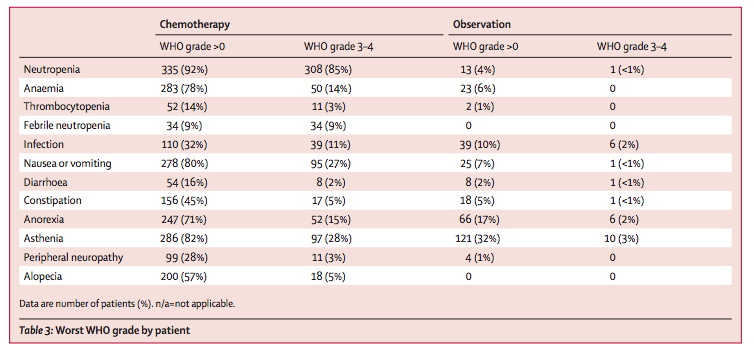 Chemotherapy Observation
WHO grade >0 WHO grade 3–4 WHO grade >0 WHO grade 3–4
Neutropenia 335 (92%) 308 (85%) 13 (4%) 1 (<1%)
Anaemia 283 (78%) 50 (14%) 23 (6%) 0
Thrombocytopenia 52 (14%) 11 (3%) 2 (1%) 0
Febrile neutropenia 34 (9%) 34 (9%) 0 0
Infection 110 (32%) 39 (11%) 39 (10%) 6 (2%)
Nausea or vomiting 278 (80%) 95 (27%) 25 (7%) 1 (<1%)
Diarrhoea 54 (16%) 8 (2%) 8 (2%) 1 (<1%)
Constipation 156 (45%) 17 (5%) 18 (5%) 1 (<1%)
Anorexia 247 (71%) 52 (15%) 66 (17%) 6 (2%)
Asthenia 286 (82%) 97 (28%) 121 (32%) 10 (3%)
Peripheral neuropathy 99 (28%) 11 (3%) 4 (1%) 0
Alopecia 200 (57%) 18 (5%) 0 0
Data are number of patients (%). n/a=not applicable.
Table 3: Worst WHO grade by patient